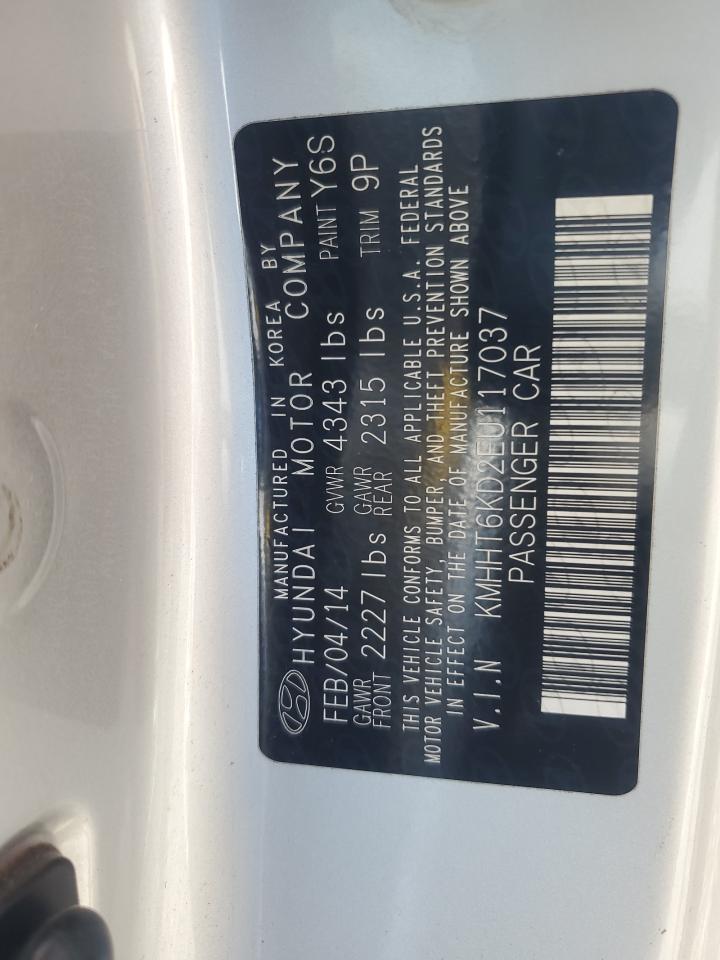 MANUFACTURED IN KOREA BY
HYUNDAI MOTOR COMPANY
FEB/04/14 GVWR 4343 lbs PAINT Y6S
GAWR FRONT 2227 lbs GAWR REAR 2315 lbs TRIM 9P
THIS VEHICLE CONFORMS TO ALL APPLICABLE U.S.A. FEDERAL
MOTOR VEHICLE SAFETY, BUMPER, AND THEFT PREVENTION STANDARDS
IN EFFECT ON THE DATE OF MANUFACTURE SHOWN ABOVE
V.I.N KMHHT6KD2EU117037
PASSENGER CAR